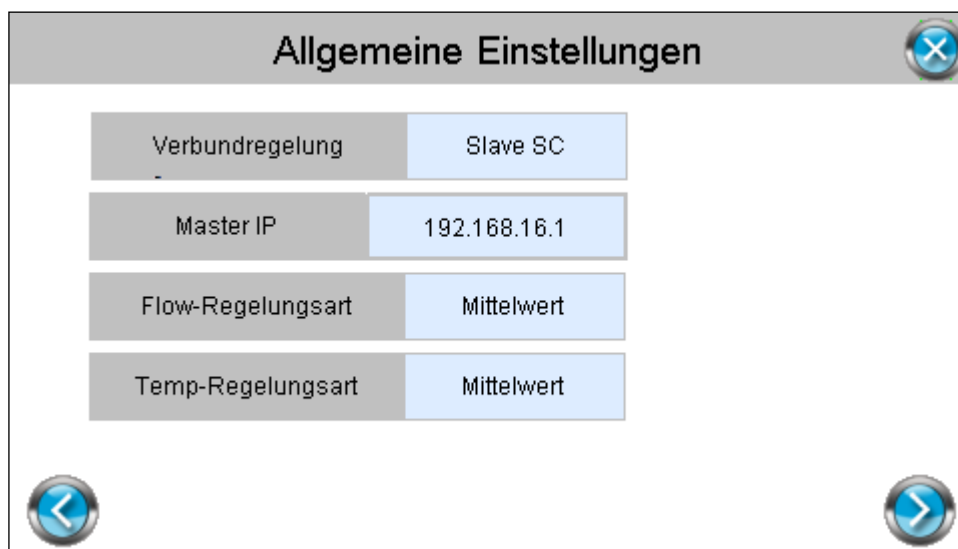 Allgemeine Einstellungen
Verbundregelung Slave SC
-
Master IP 192.168.16.1
Flow-Regelungsart Mittelwert
Temp-Regelungsart Mittelwert